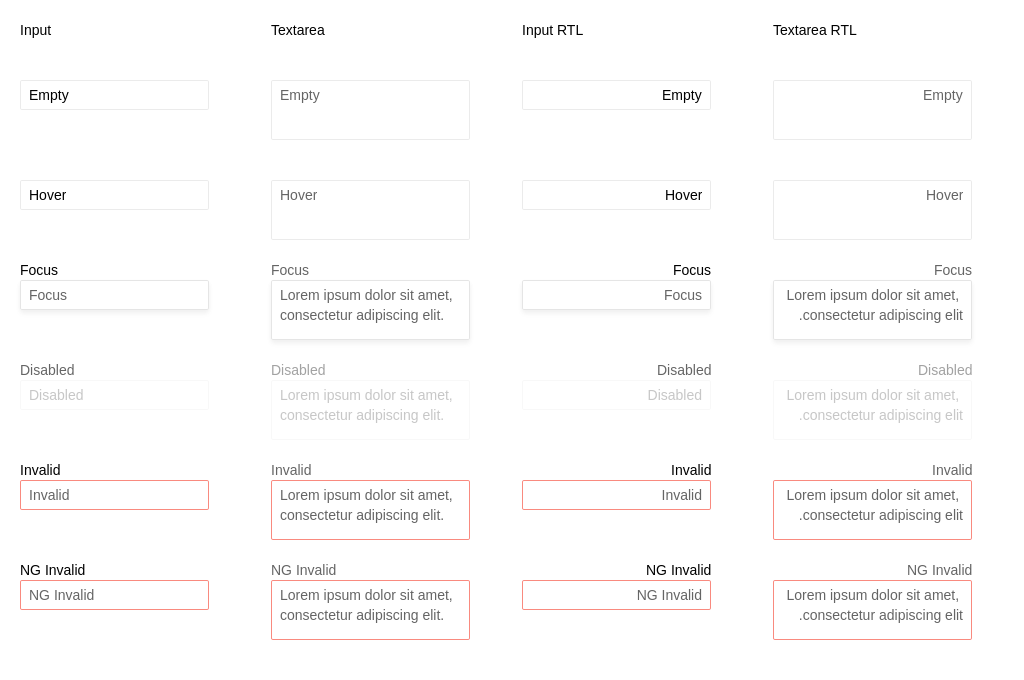 Input
Textarea
Input RTL
Textarea RTL
Empty
Empty
Empty
Empty
Hover
Hover
Hover
Hover
Focus
Focus
Focus
Focus
Focus
Lorem ipsum dolor sit amet,
consectetur adipiscing elit.
Focus
Lorem ipsum dolor sit amet,
.consectetur adipiscing elit
Disabled
Disabled
Disabled
Disabled
Disabled
Lorem ipsum dolor sit amet,
consectetur adipiscing elit.
Disabled
Lorem ipsum dolor sit amet,
.consectetur adipiscing elit
Invalid
Invalid
Invalid
Invalid
Invalid
Lorem ipsum dolor sit amet,
consectetur adipiscing elit.
Invalid
Lorem ipsum dolor sit amet,
.consectetur adipiscing elit
NG Invalid
NG Invalid
NG Invalid
NG Invalid
NG Invalid
Lorem ipsum dolor sit amet,
consectetur adipiscing elit.
NG Invalid
Lorem ipsum dolor sit amet,
.consectetur adipiscing elit